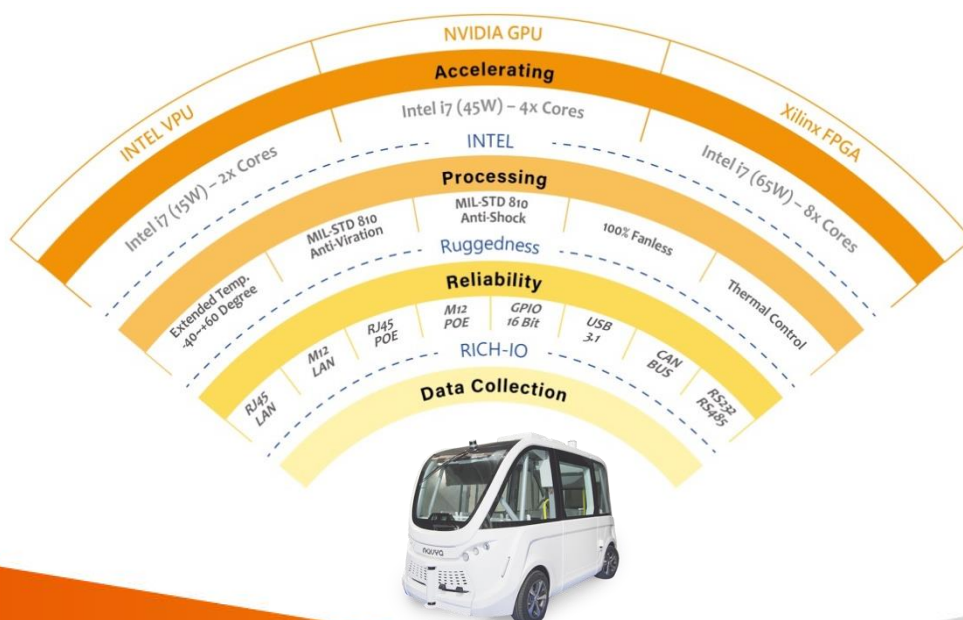 NVIDIA GPU
INTEL VPU
Xilinx FPGA
Accelerating
Intel i7 (15W) – 2x Cores
Intel i7 (45W) – 4x Cores
Intel i7 (65W) – 8x Cores
INTEL
Processing
Extended Temp.
-40~+60 Degree
MIL-STD 810
Anti-Viration
MIL-STD 810
Anti-Shock
100% Fanless
Thermal Control
Ruggedness
Reliability
RJ45
LAN
M12
LAN
RJ45
POE
M12
POE
GPIO
16 Bit
USB
3.1
CAN
BUS
RS232
RS485
RICH-IO
Data Collection
NAVYA